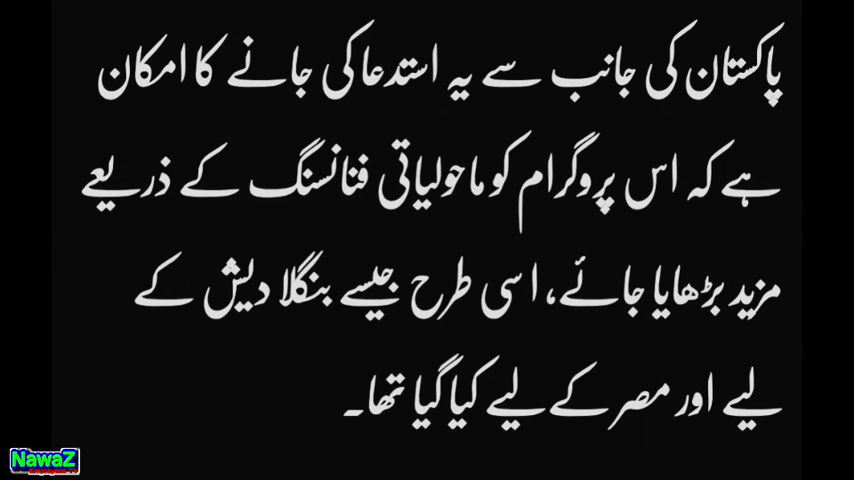 پاکستان کی جانب سے یہ استدعا کی جانے کا امکان
ہے کہ اس پروگرام کو ماحولیاتی فنانسنگ کے ذریعے
مزید بڑھایا جائے، اسی طرح جیسے بنگلا دیش کے
لیے اور مصر کے لیے کیا گیا تھا۔
NawaZ